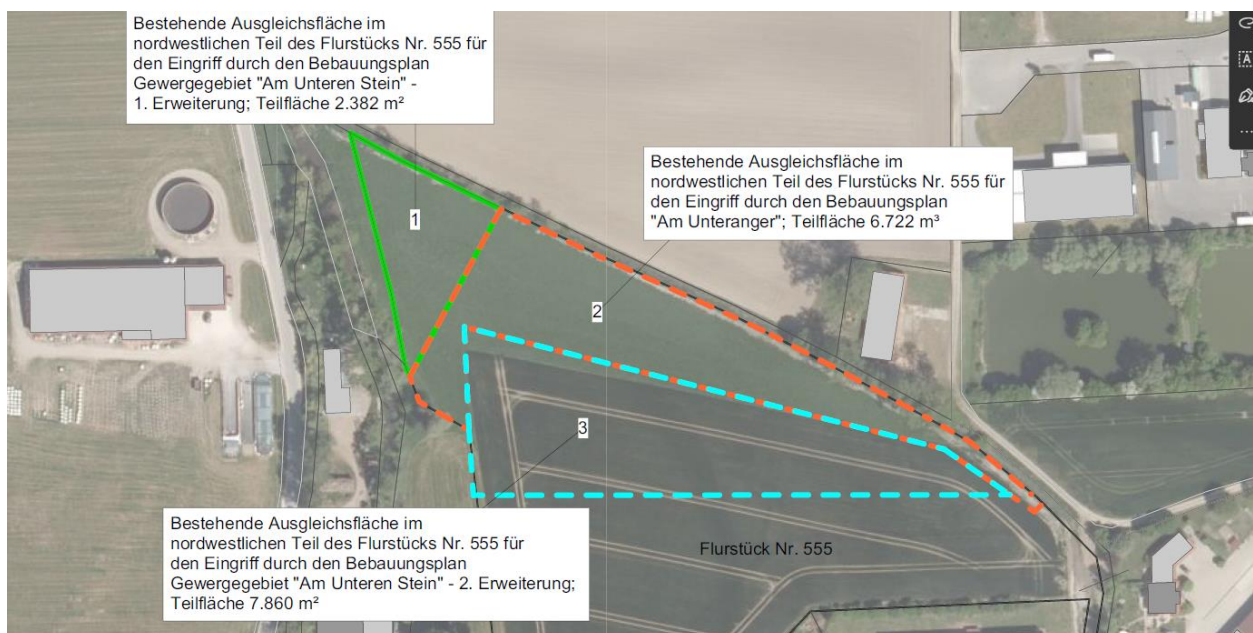 Bestehende Ausgleichsfläche im
nordwestlichen Teil des Flurstücks Nr. 555 für
den Eingriff durch den Bebauungsplan
Gewergegebiet "Am Unteren Stein" -
1. Erweiterung; Teilfläche 2.382 m²
1
Bestehende Ausgleichsfläche im
nordwestlichen Teil des Flurstücks Nr. 555 für
den Eingriff durch den Bebauungsplan
"Am Unteranger"; Teilfläche 6.722 m³
2
3
Bestehende Ausgleichsfläche im
nordwestlichen Teil des Flurstücks Nr. 555 für
den Eingriff durch den Bebauungsplan
Gewergegebiet "Am Unteren Stein" - 2. Erweiterung;
Teilfläche 7.860 m²
Flurstück Nr. 555
A